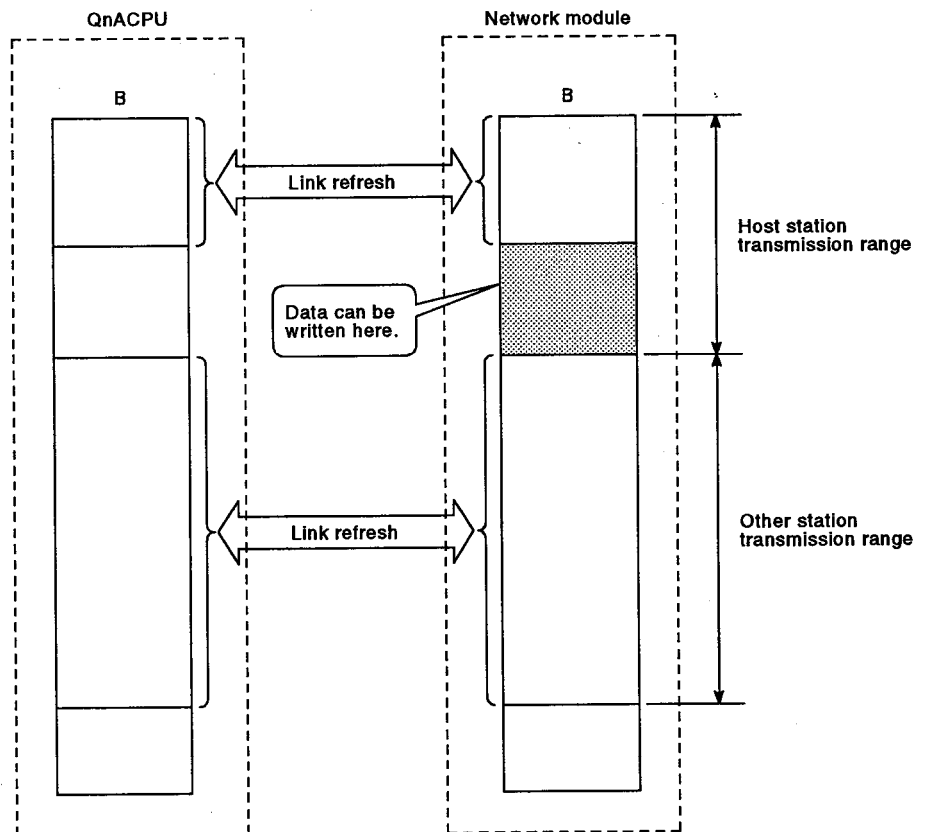 QnACPU
Network module
B
B
Link refresh
Host station
transmission range
Data can be
written here.
Link refresh
Other station
transmission range